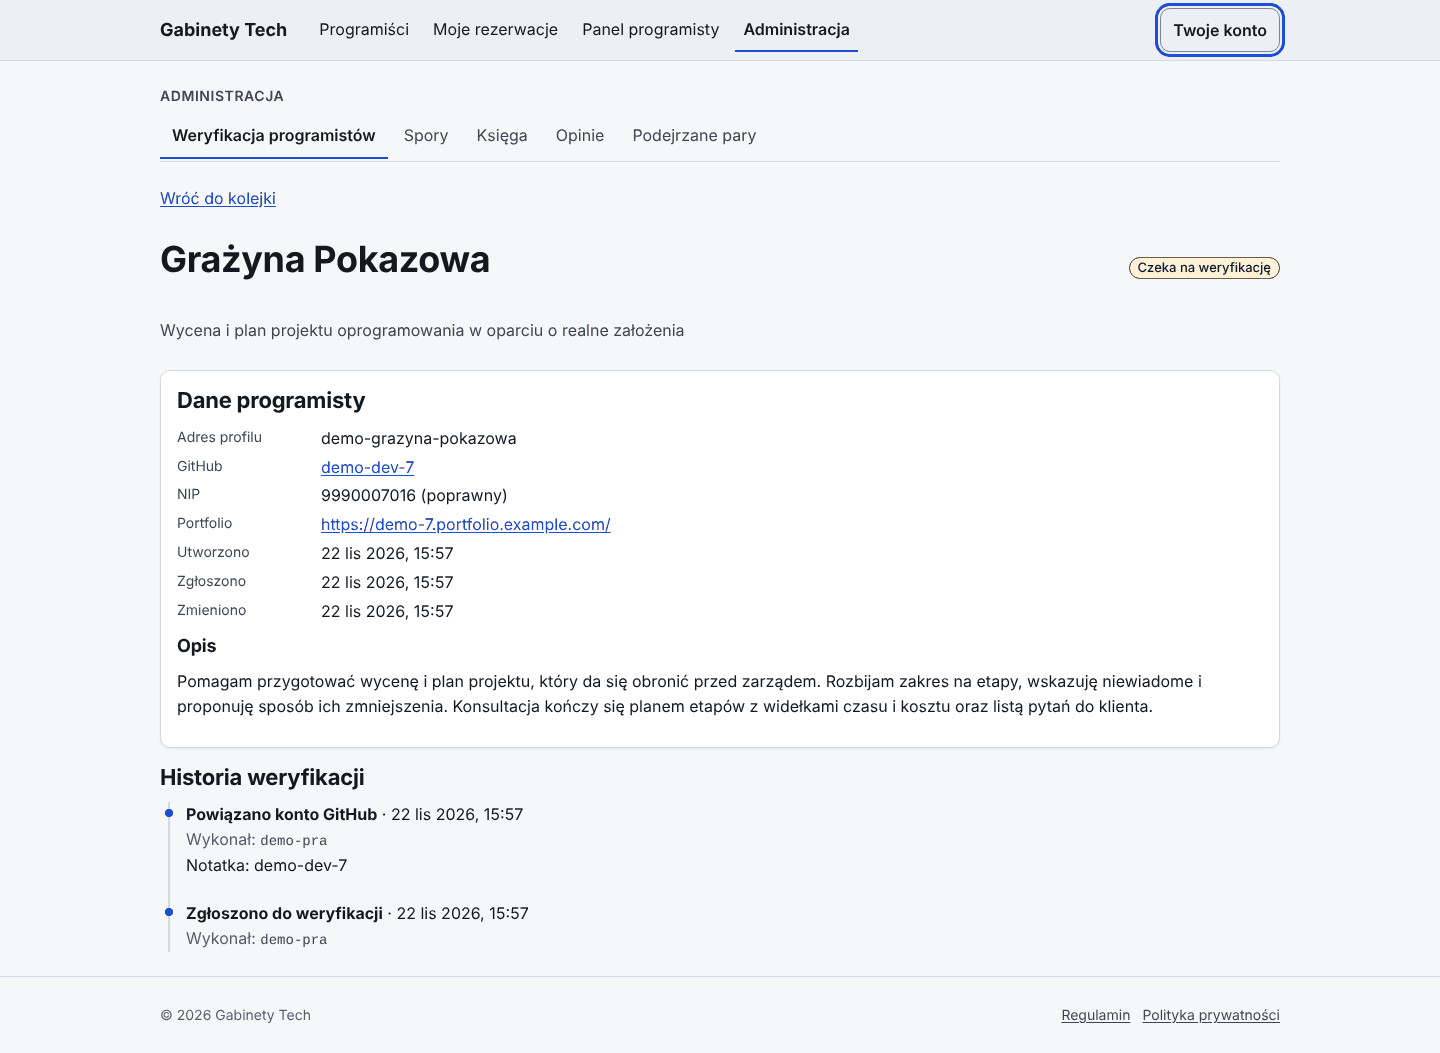 Gabinety Tech
Programiści
Moje rezerwacje
Panel programisty
Administracja
Twoje konto
ADMINISTRACJA
Weryfikacja programistów
Spory
Księga
Opinie
Podejrzane pary
Wróć do kolejki
Grażyna Pokazowa
Czeka na weryfikację
Wycena i plan projektu oprogramowania w oparciu o realne założenia
Dane programisty
Adres profilu demo-grazyna-pokazowa
GitHub demo-dev-7
NIP 9990007016 (poprawny)
Portfolio https://demo-7.portfolio.example.com/
Utworzono 22 lis 2026, 15:57
Zgłoszono 22 lis 2026, 15:57
Zmieniono 22 lis 2026, 15:57
Opis
Pomagam przygotować wycenę i plan projektu, który da się obronić przed zarządem. Rozbijam zakres na etapy, wskazuję niewiadome i
proponuję sposób ich zmniejszenia. Konsultacja kończy się planem etapów z widełkami czasu i kosztu oraz listą pytań do klienta.
Historia weryfikacji
Powiązano konto GitHub · 22 lis 2026, 15:57
Wykonał: demo-pra
Notatka: demo-dev-7
Zgłoszono do weryfikacji · 22 lis 2026, 15:57
Wykonał: demo-pra
© 2026 Gabinety Tech
Regulamin
Polityka prywatności